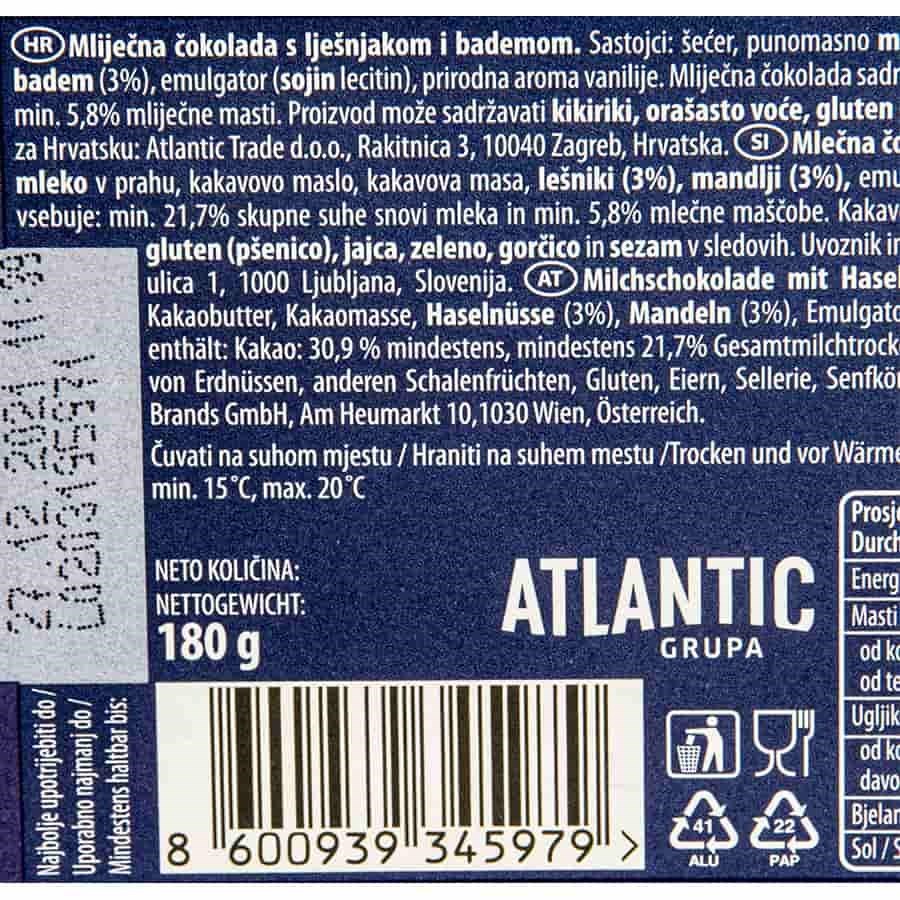 HR Mliječna čokolada s lješnjakom i bademom. Sastojci: šećer, punomasno m
badem (3%), emulgator (sojin lecitin), prirodna aroma vanilije. Mliječna čokolada sadr
min. 5,8% mliječne masti. Proizvod može sadržavati kikiriki, orašasto voće, gluten
za Hrvatsku: Atlantic Trade d.o.o., Rakitnica 3, 10040 Zagreb, Hrvatska. SI Mlečna čo
mleko v prahu, kakavovo maslo, kakavova masa, lešniki (3%), mandlji (3%), emu
vsebuje: min. 21,7% skupne suhe snovi mleka in min. 5,8% mlečne maščobe. Kakav
gluten (pšenico), jajca, zeleno, gorčico in sezam v sledovih. Uvoznik in
ulica 1, 1000 Ljubljana, Slovenija. AT Milchschokolade mit Hasel
Kakaobutter, Kakaomasse, Haselnüsse (3%), Mandeln (3%), Emulgato
enthält: Kakao: 30,9 % mindestens, mindestens 21,7% Gesamtmilchtrock
von Erdnüssen, anderen Schalenfrüchten, Gluten, Eiern, Sellerie, Senfkör
Brands GmbH, Am Heumarkt 10,1030 Wien, Österreich.
Čuvati na suhom mjestu / Hraniti na suhem mestu /Trocken und vor Wärme
min. 15˚C, max. 20˚C
27.12.2021
NETO KOLIČINA:
NETTOGEWICHT:
180 g
ATLANTIC
GRUPA
Najbolje upotrijebiti do /
Uporabno najmanj do /
Mindestens haltbar bis:
8 600939 345979 >
41
ALU
22
PAP
Prosje
Durch
Energ
Masti
od ko
od te
Ugljik
od ko
davo
Bjelan
Sol / S